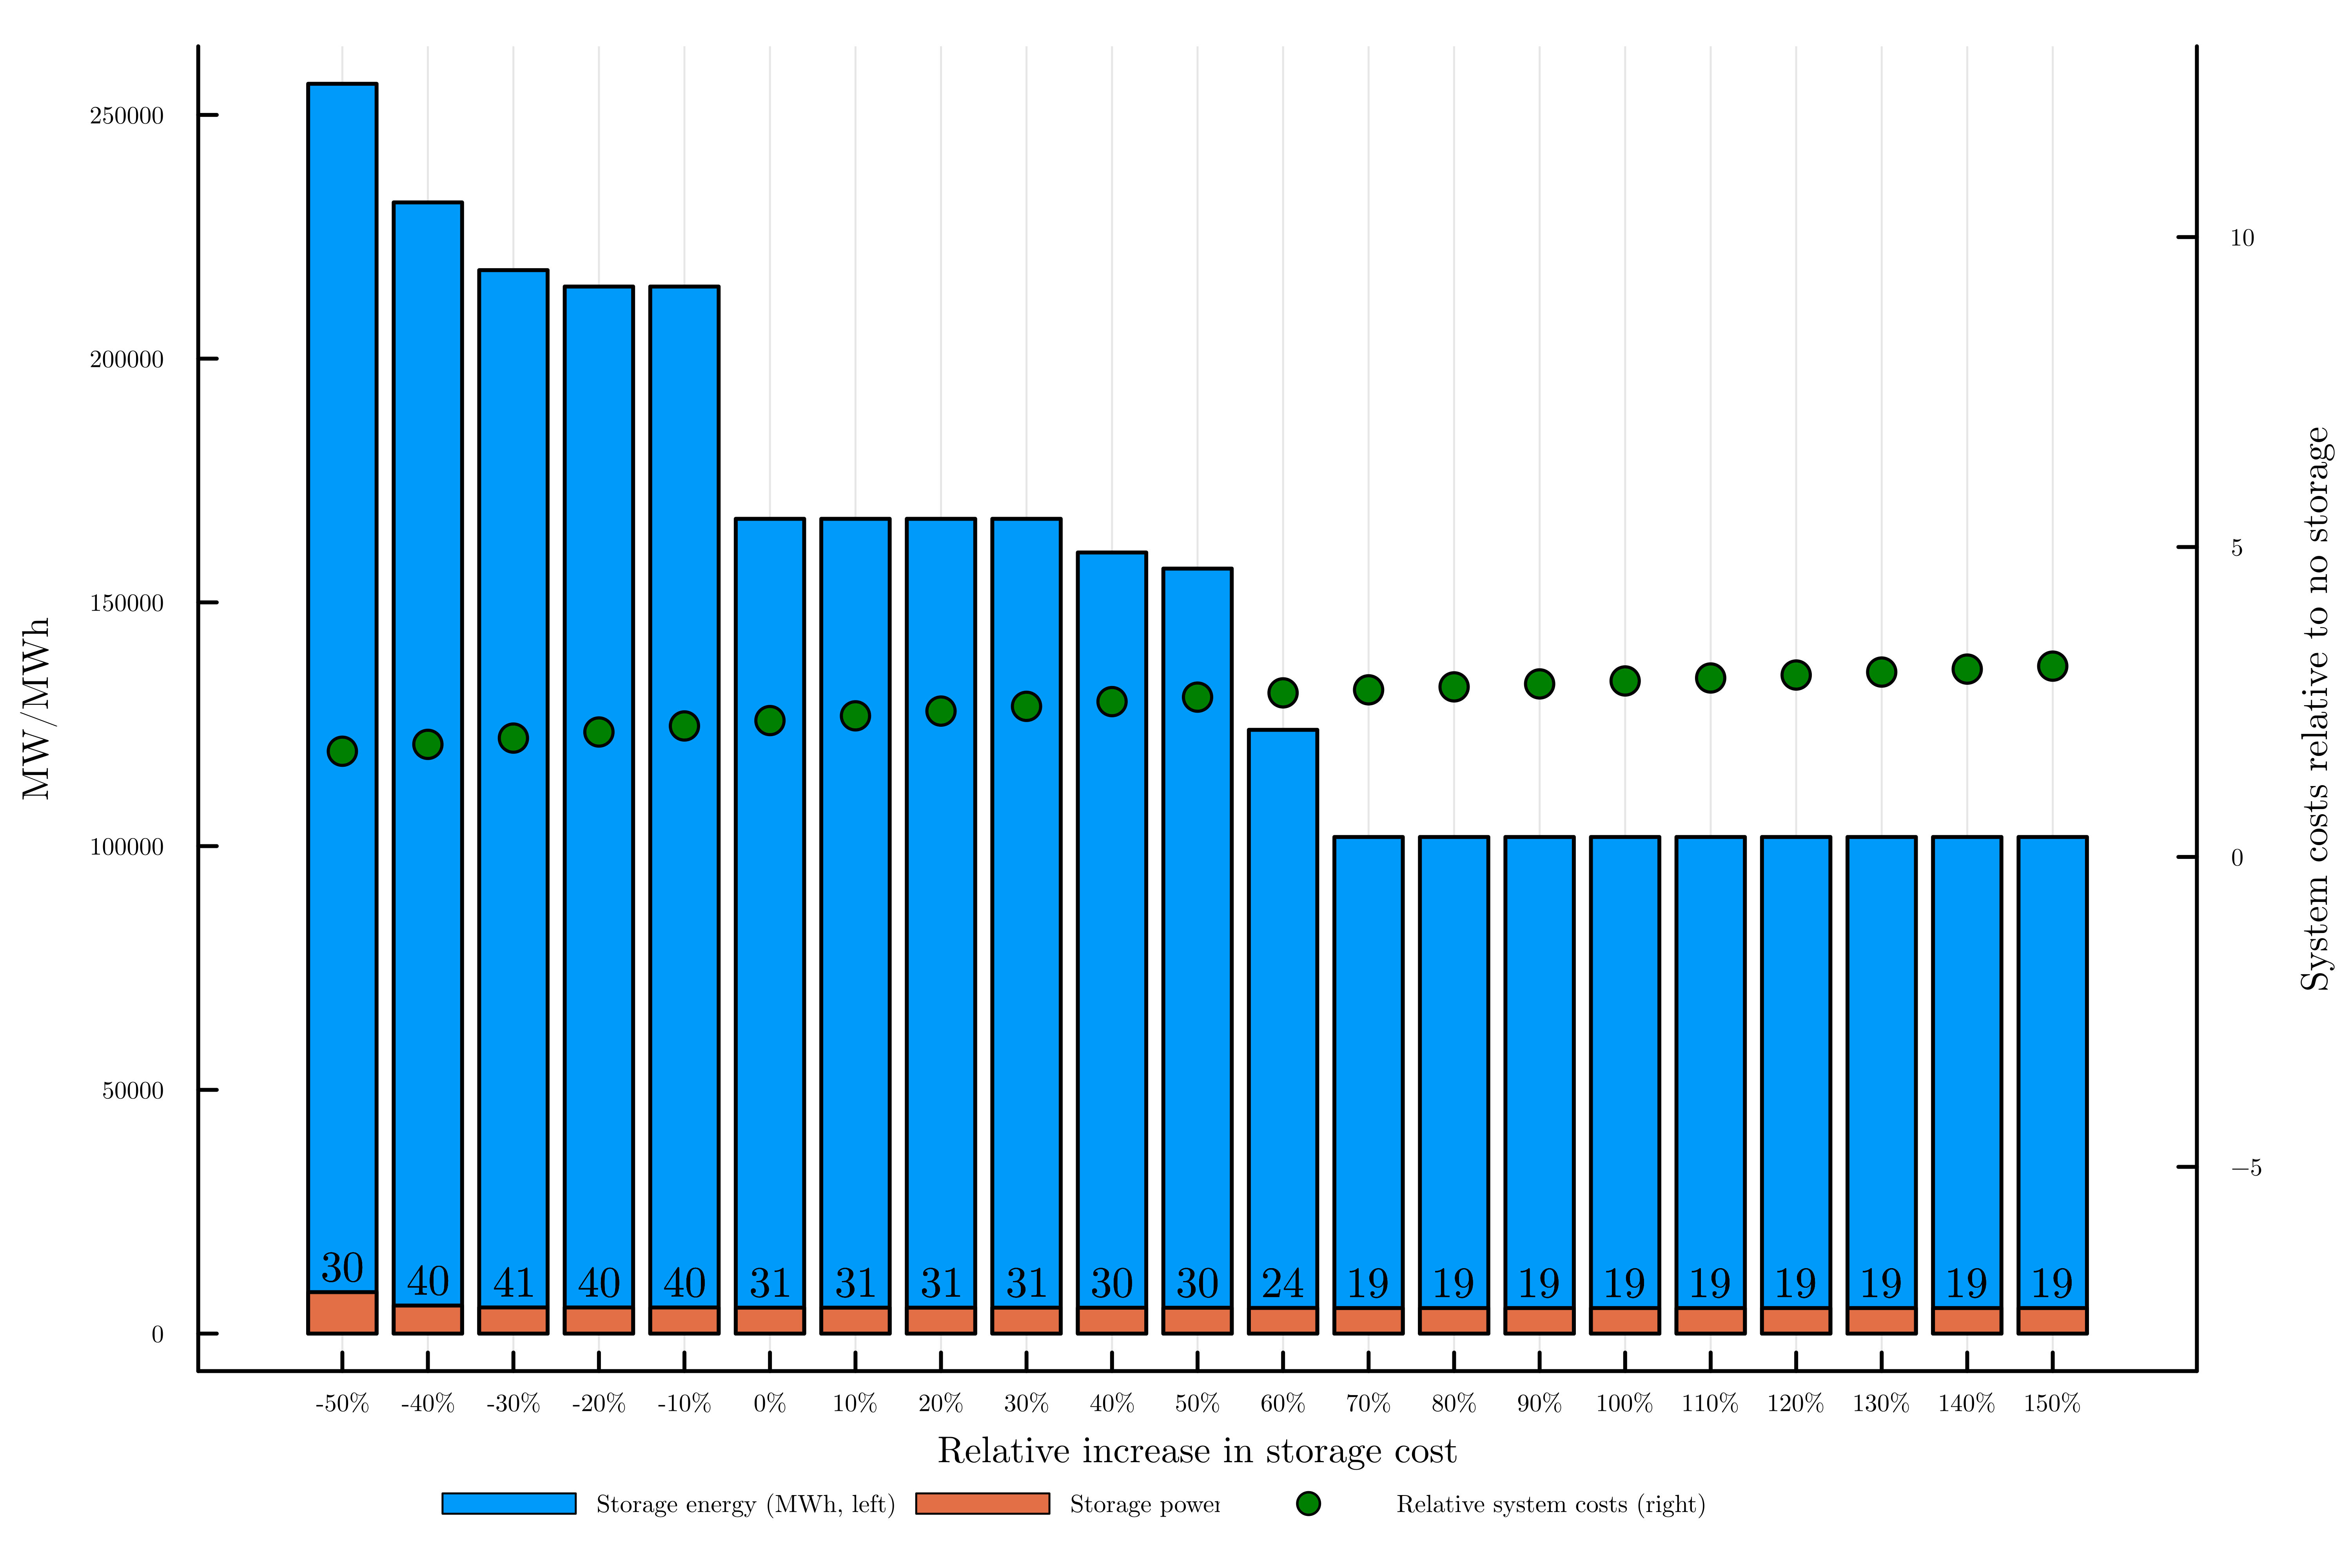 250000
200000
150000
100000
50000
0
MW/MWh
10
5
0
−5
System costs relative to no storage
30 40 41 40 40 31 31 31 31 30 30 24 19 19 19 19 19 19 19 19 19
-50% -40% -30% -20% -10% 0% 10% 20% 30% 40% 50% 60% 70% 80% 90% 100% 110% 120% 130% 140% 150%
Relative increase in storage cost
Storage energy (MWh, left) Storage power Relative system costs (right)